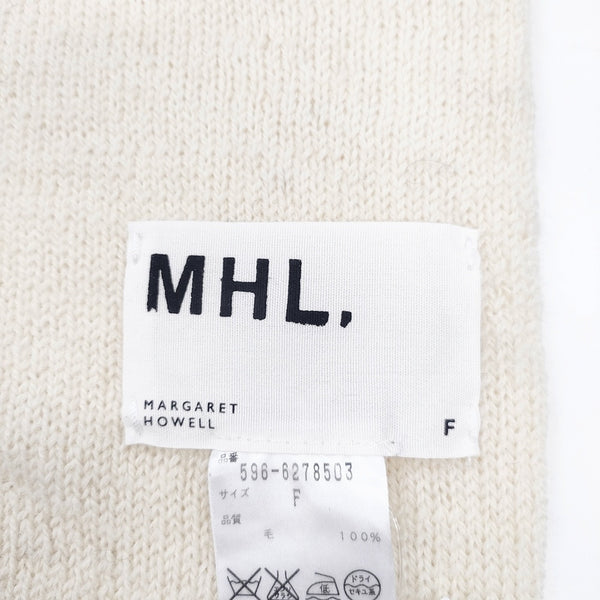 MHL.
MARGARET
HOWELL
F
品番
596-6278503
サイズ F
品質
毛 100%
低
ドライ
セキユ系